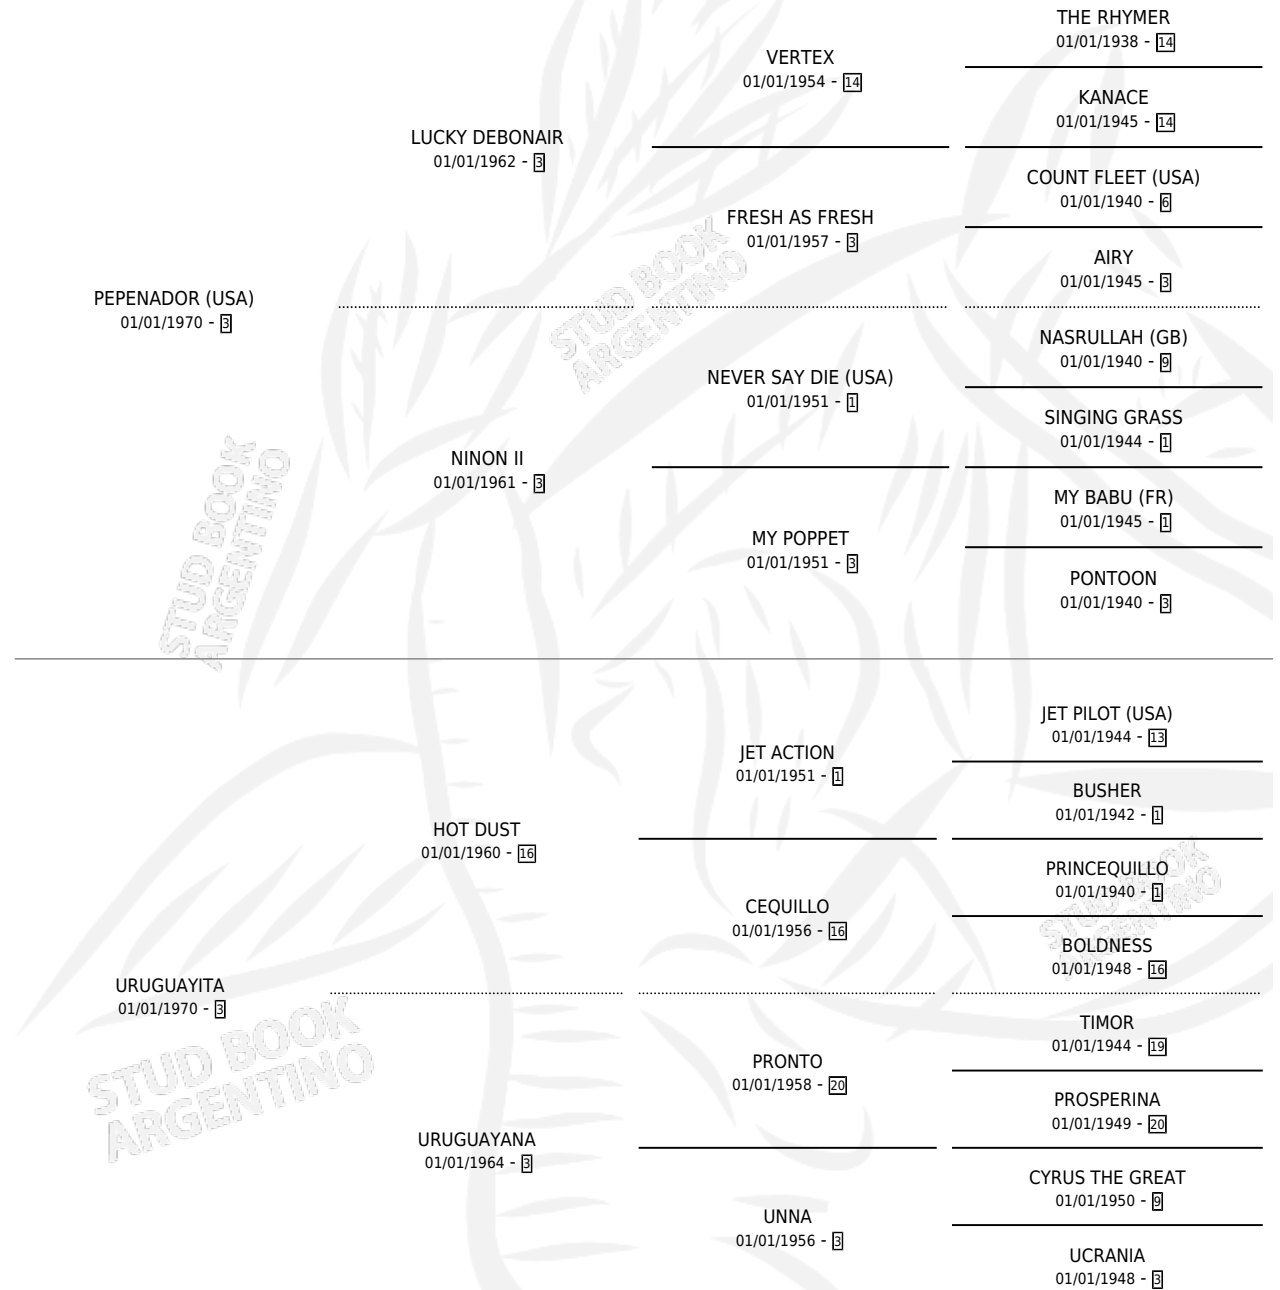 THE RHYMER
01/01/1938 - 14
VERTEX
01/01/1954 - 14
KANACE
01/01/1945 - 14
LUCKY DEBONAIR
01/01/1962 - 3
COUNT FLEET (USA)
01/01/1940 - 6
FRESH AS FRESH
01/01/1957 - 3
AIRY
01/01/1945 - 3
PEPENADOR (USA)
01/01/1970 - 3
NASRULLAH (GB)
01/01/1940 - 9
NEVER SAY DIE (USA)
01/01/1951 - 1
SINGING GRASS
01/01/1944 - 1
NINON II
01/01/1961 - 3
MY BABU (FR)
01/01/1945 - 1
MY POPPET
01/01/1951 - 3
PONTOON
01/01/1940 - 3
JET PILOT (USA)
01/01/1944 - 13
JET ACTION
01/01/1951 - 1
BUSHER
01/01/1942 - 1
HOT DUST
01/01/1960 - 16
PRINCEQUILLO
01/01/1940 - 1
CEQUILLO
01/01/1956 - 16
BOLDNESS
01/01/1948 - 16
URUGUAYITA
01/01/1970 - 3
TIMOR
01/01/1944 - 19
PRONTO
01/01/1958 - 20
PROSPERINA
01/01/1949 - 20
URUGUAYANA
01/01/1964 - 3
CYRUS THE GREAT
01/01/1950 - 9
UNNA
01/01/1956 - 3
UCRANIA
01/01/1948 - 3
STUD BOOK
ARGENTINO
STUD BOOK
ARGENTINO
STUD BOOK
ARGENTINO
STUD BOOK
ARGENTINO